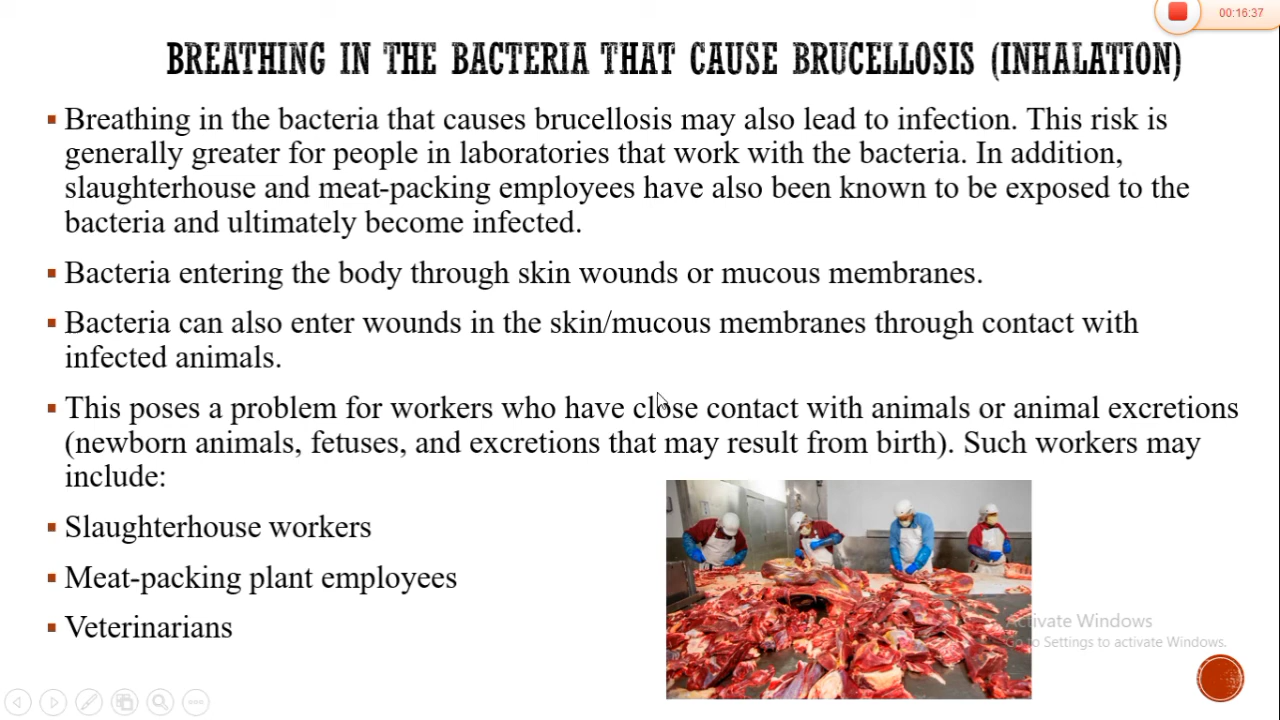 00:16:37
BREATHING IN THE BACTERIA THAT CAUSE BRUCELLOSIS (INHALATION)
▪ Breathing in the bacteria that causes brucellosis may also lead to infection. This risk is
generally greater for people in laboratories that work with the bacteria. In addition,
slaughterhouse and meat-packing employees have also been known to be exposed to the
bacteria and ultimately become infected.
▪ Bacteria entering the body through skin wounds or mucous membranes.
▪ Bacteria can also enter wounds in the skin/mucous membranes through contact with
infected animals.
▪ This poses a problem for workers who have close contact with animals or animal excretions
(newborn animals, fetuses, and excretions that may result from birth). Such workers may
include:
▪ Slaughterhouse workers
▪ Meat-packing plant employees
▪ Veterinarians
Activate Windows
Go to Settings to activate Windows.